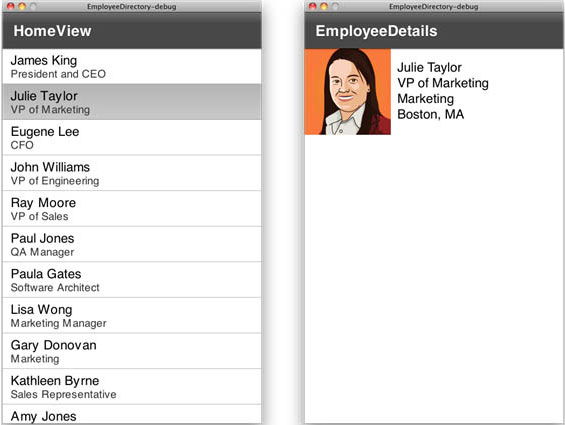 EmployeeDirectory-debug
HomeView
James King
President and CEO
Julie Taylor
VP of Marketing
Eugene Lee
CFO
John Williams
VP of Engineering
Ray Moore
VP of Sales
Paul Jones
QA Manager
Paula Gates
Software Architect
Lisa Wong
Marketing Manager
Gary Donovan
Marketing
Kathleen Byrne
Sales Representative
Amy Jones
EmployeeDirectory-debug
EmployeeDetails
Julie Taylor
VP of Marketing
Marketing
Boston, MA